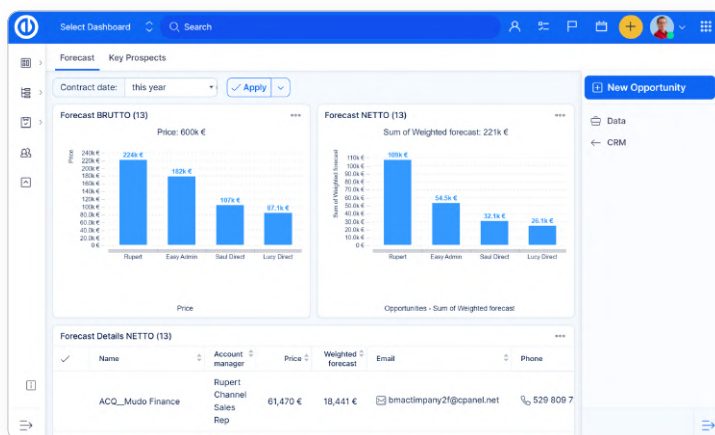 Select Dashboard
Search
Forecast Key Prospects
Contract date: this year Apply
New Opportunity
Data
CRM
Forecast BRUTTO (13)
Price: 600k €
Price
240k €
220k €
200k €
180k €
160k €
140k €
120k €
100k €
80.0k €
60.0k €
40.0k €
20.0k €
0 €
224k €
182k €
107k €
87.1k €
Rupert Easy Admin Saul Direct Lucy Direct
Price
Forecast NETTO (13)
Sum of Weighted forecast: 221k €
Sum of Weighted forecast
110k €
100k €
90.0k €
80.0k €
70.0k €
60.0k €
50.0k €
40.0k €
30.0k €
20.0k €
10.0k €
0 €
109k €
54.5k €
32.1k €
26.1k €
Rupert Easy Admin Saul Direct Lucy Direct
Opportunities - Sum of Weighted forecast
Forecast Details NETTO (13)
Name Account manager Price Weighted forecast Email Phone
ACQ_Mudo Finance
Rupert
Channel
Sales
Rep
61,470 € 18,441 € bmactimpany2f@cpanel.net 529 809 7